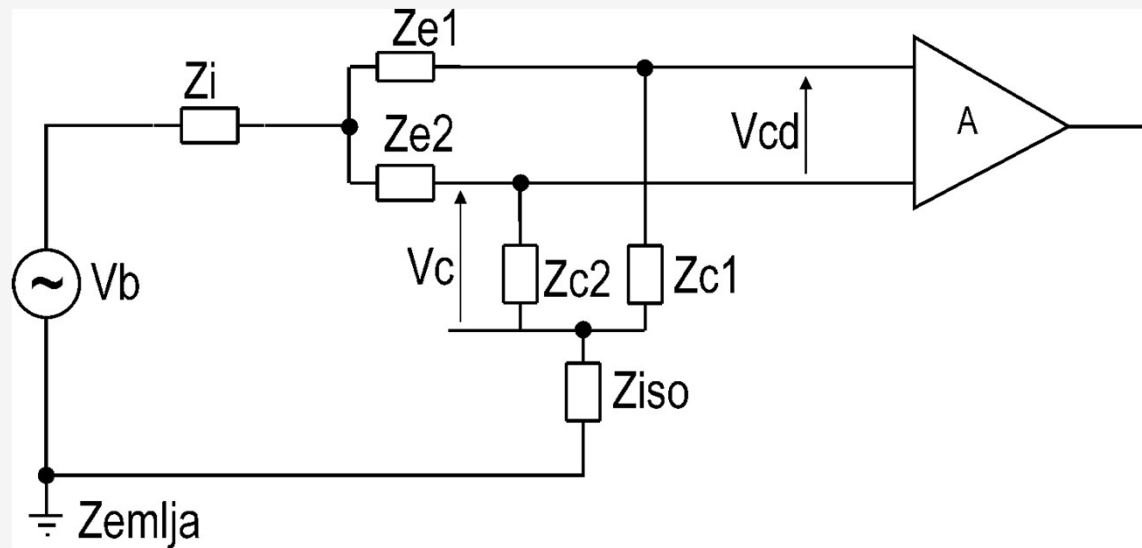 Ze1
Zi
Ze2
Vcd
A
Vb
Vc
Zc2
Zc1
Ziso
Zemlja